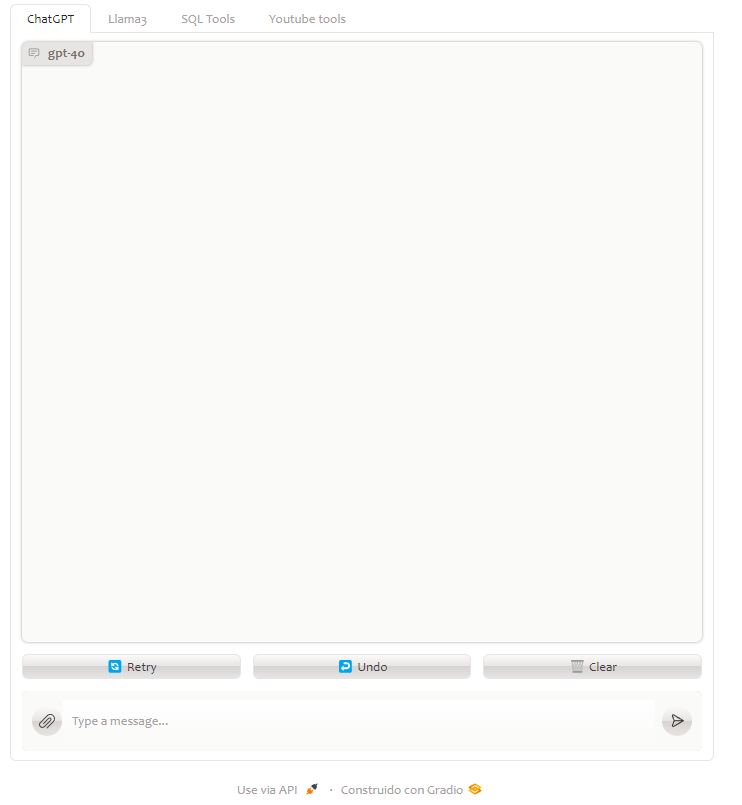 ChatGPT Llama3 SQL Tools Youtube tools
gpt-4o
Retry Undo Clear
Type a message...
Use via API · Construido con Gradio